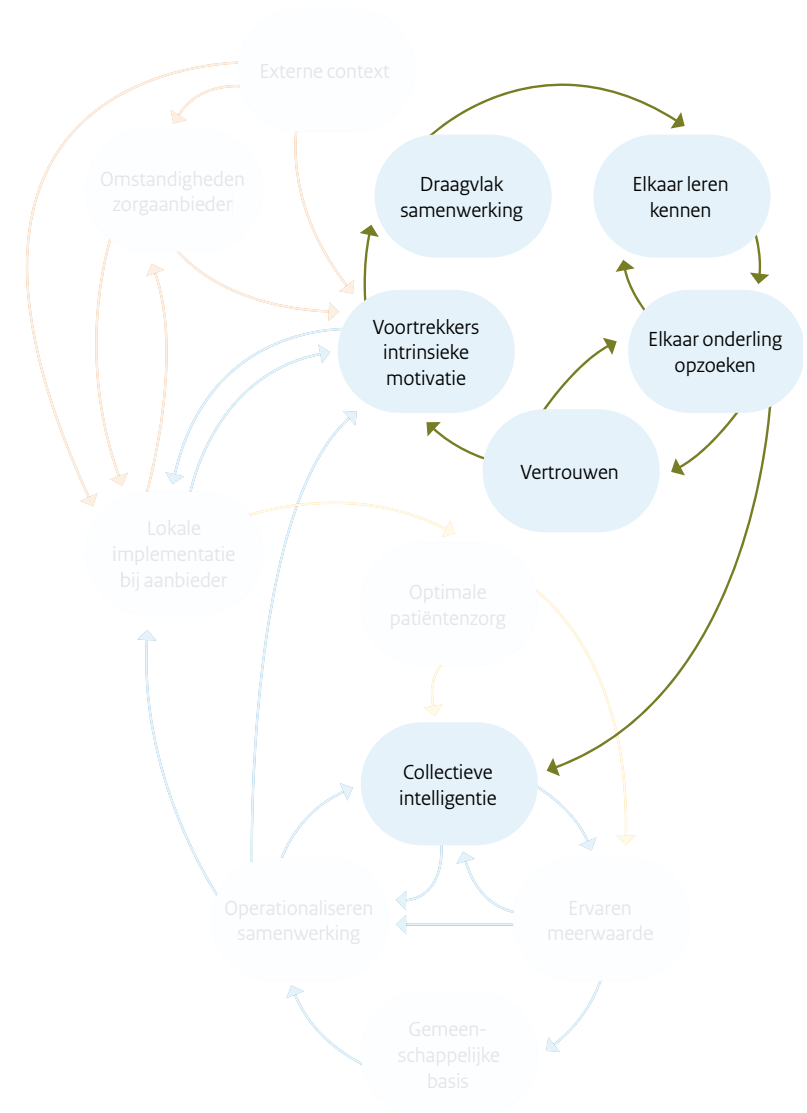 Externe context
Omstandigheden
zorgaanbieder
Draagvlak
samenwerking
Elkaar leren
kennen
Voortrekkers
intrinsieke
motivatie
Elkaar onderling
opzoeken
Vertrouwen
Lokale
implementatie
bij aanbieder
Optimale
patiëntenzorg
Collectieve
intelligentie
Operationaliseren
samenwerking
Ervaren
meerwaarde
Gemeen-
schappelijke
basis